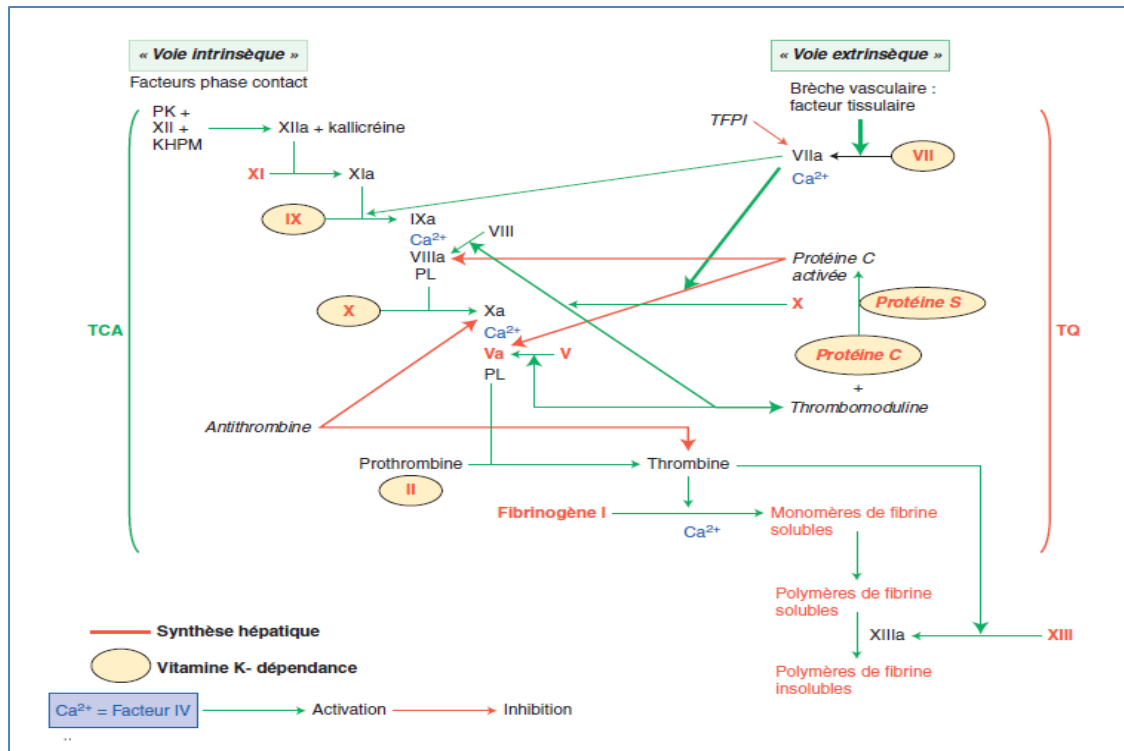 « Voie intrinsèque »
Facteurs phase contact
« Voie extrinsèque »
Brèche vasculaire :
facteur tissulaire
PK +
XII +
KHPM
XIIa + kallicréine
TFPI
VIIa
Ca2+
VII
XI
XIa
IX
IXa
Ca2+
VIIIa
PL
VIII
Protéine C
activée
X
Protéine S
X
Xa
Ca2+
Va
PL
V
Protéine C
+
Thrombomoduline
TCA
TQ
Antithrombine
Prothrombine
II
Thrombine
Fibrinogène I
Ca2+
Monomères de fibrine
solubles
Polymères de fibrine
solubles
XIIIa
XIII
Polymères de fibrine
insolubles
Synthèse hépatique
Vitamine K- dépendance
Ca2+ = Facteur IV
Activation
Inhibition
..